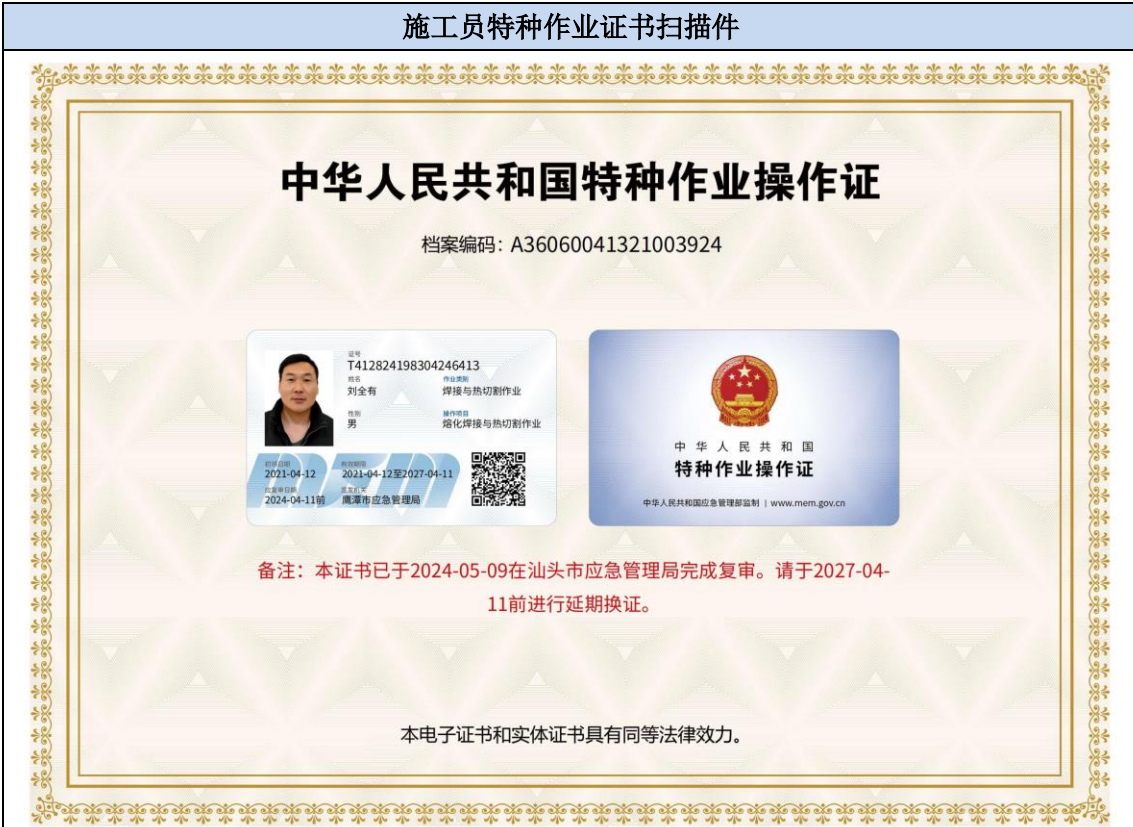 施工员特种作业证书扫描件
中华人民共和国特种作业操作证
档案编码：A36060041321003924
证号
T412824198304246413
姓名
作业类别
刘全有
焊接与热切割作业
性别
操作项目
男
熔化焊接与热切割作业
初领日期
有效期限
2021-04-12
2021-04-12至2027-04-11
应复审日期
签发机关
2024-04-11前
鹰潭市应急管理局
中华人民共和国
特种作业操作证
中华人民共和国应急管理部监制 | www.mem.gov.cn
备注：本证书已于2024-05-09在汕头市应急管理局完成复审。请于2027-04-
11前进行延期换证。
本电子证书和实体证书具有同等法律效力。